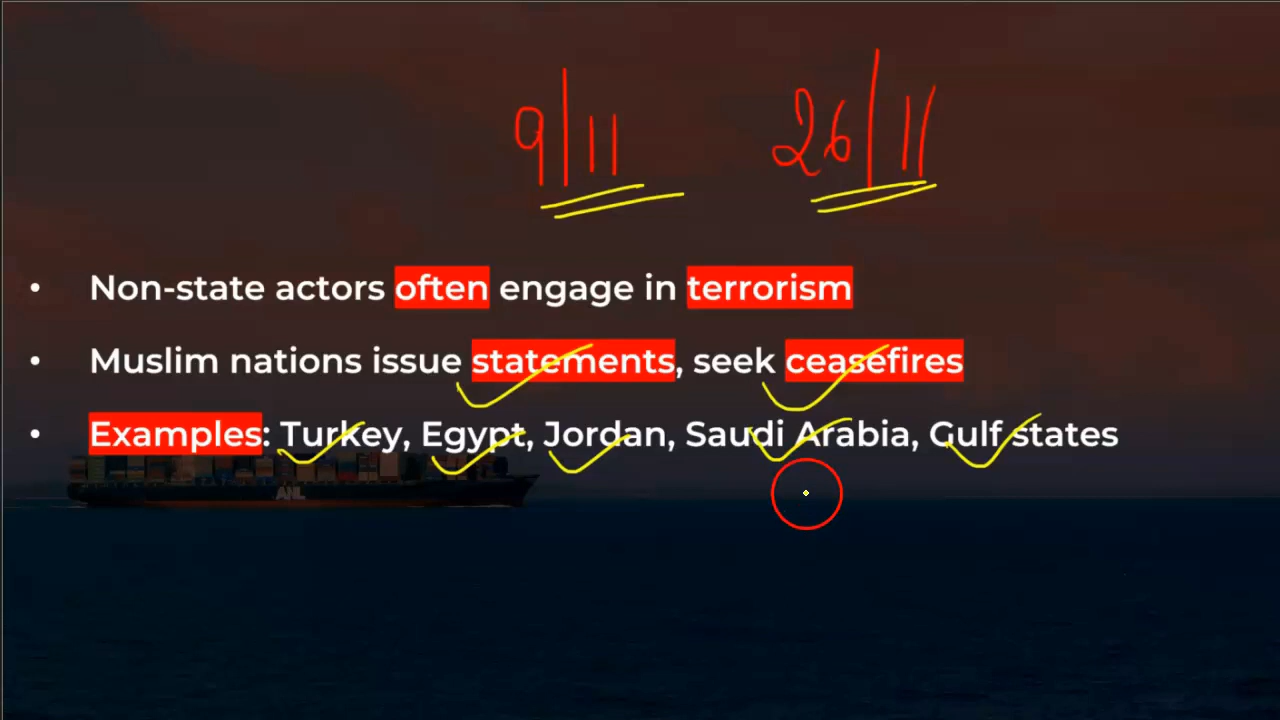 9|11 26|11
• Non-state actors often engage in terrorism
• Muslim nations issue statements, seek ceasefires
• Examples: Turkey, Egypt, Jordan, Saudi Arabia, Gulf states
ANL